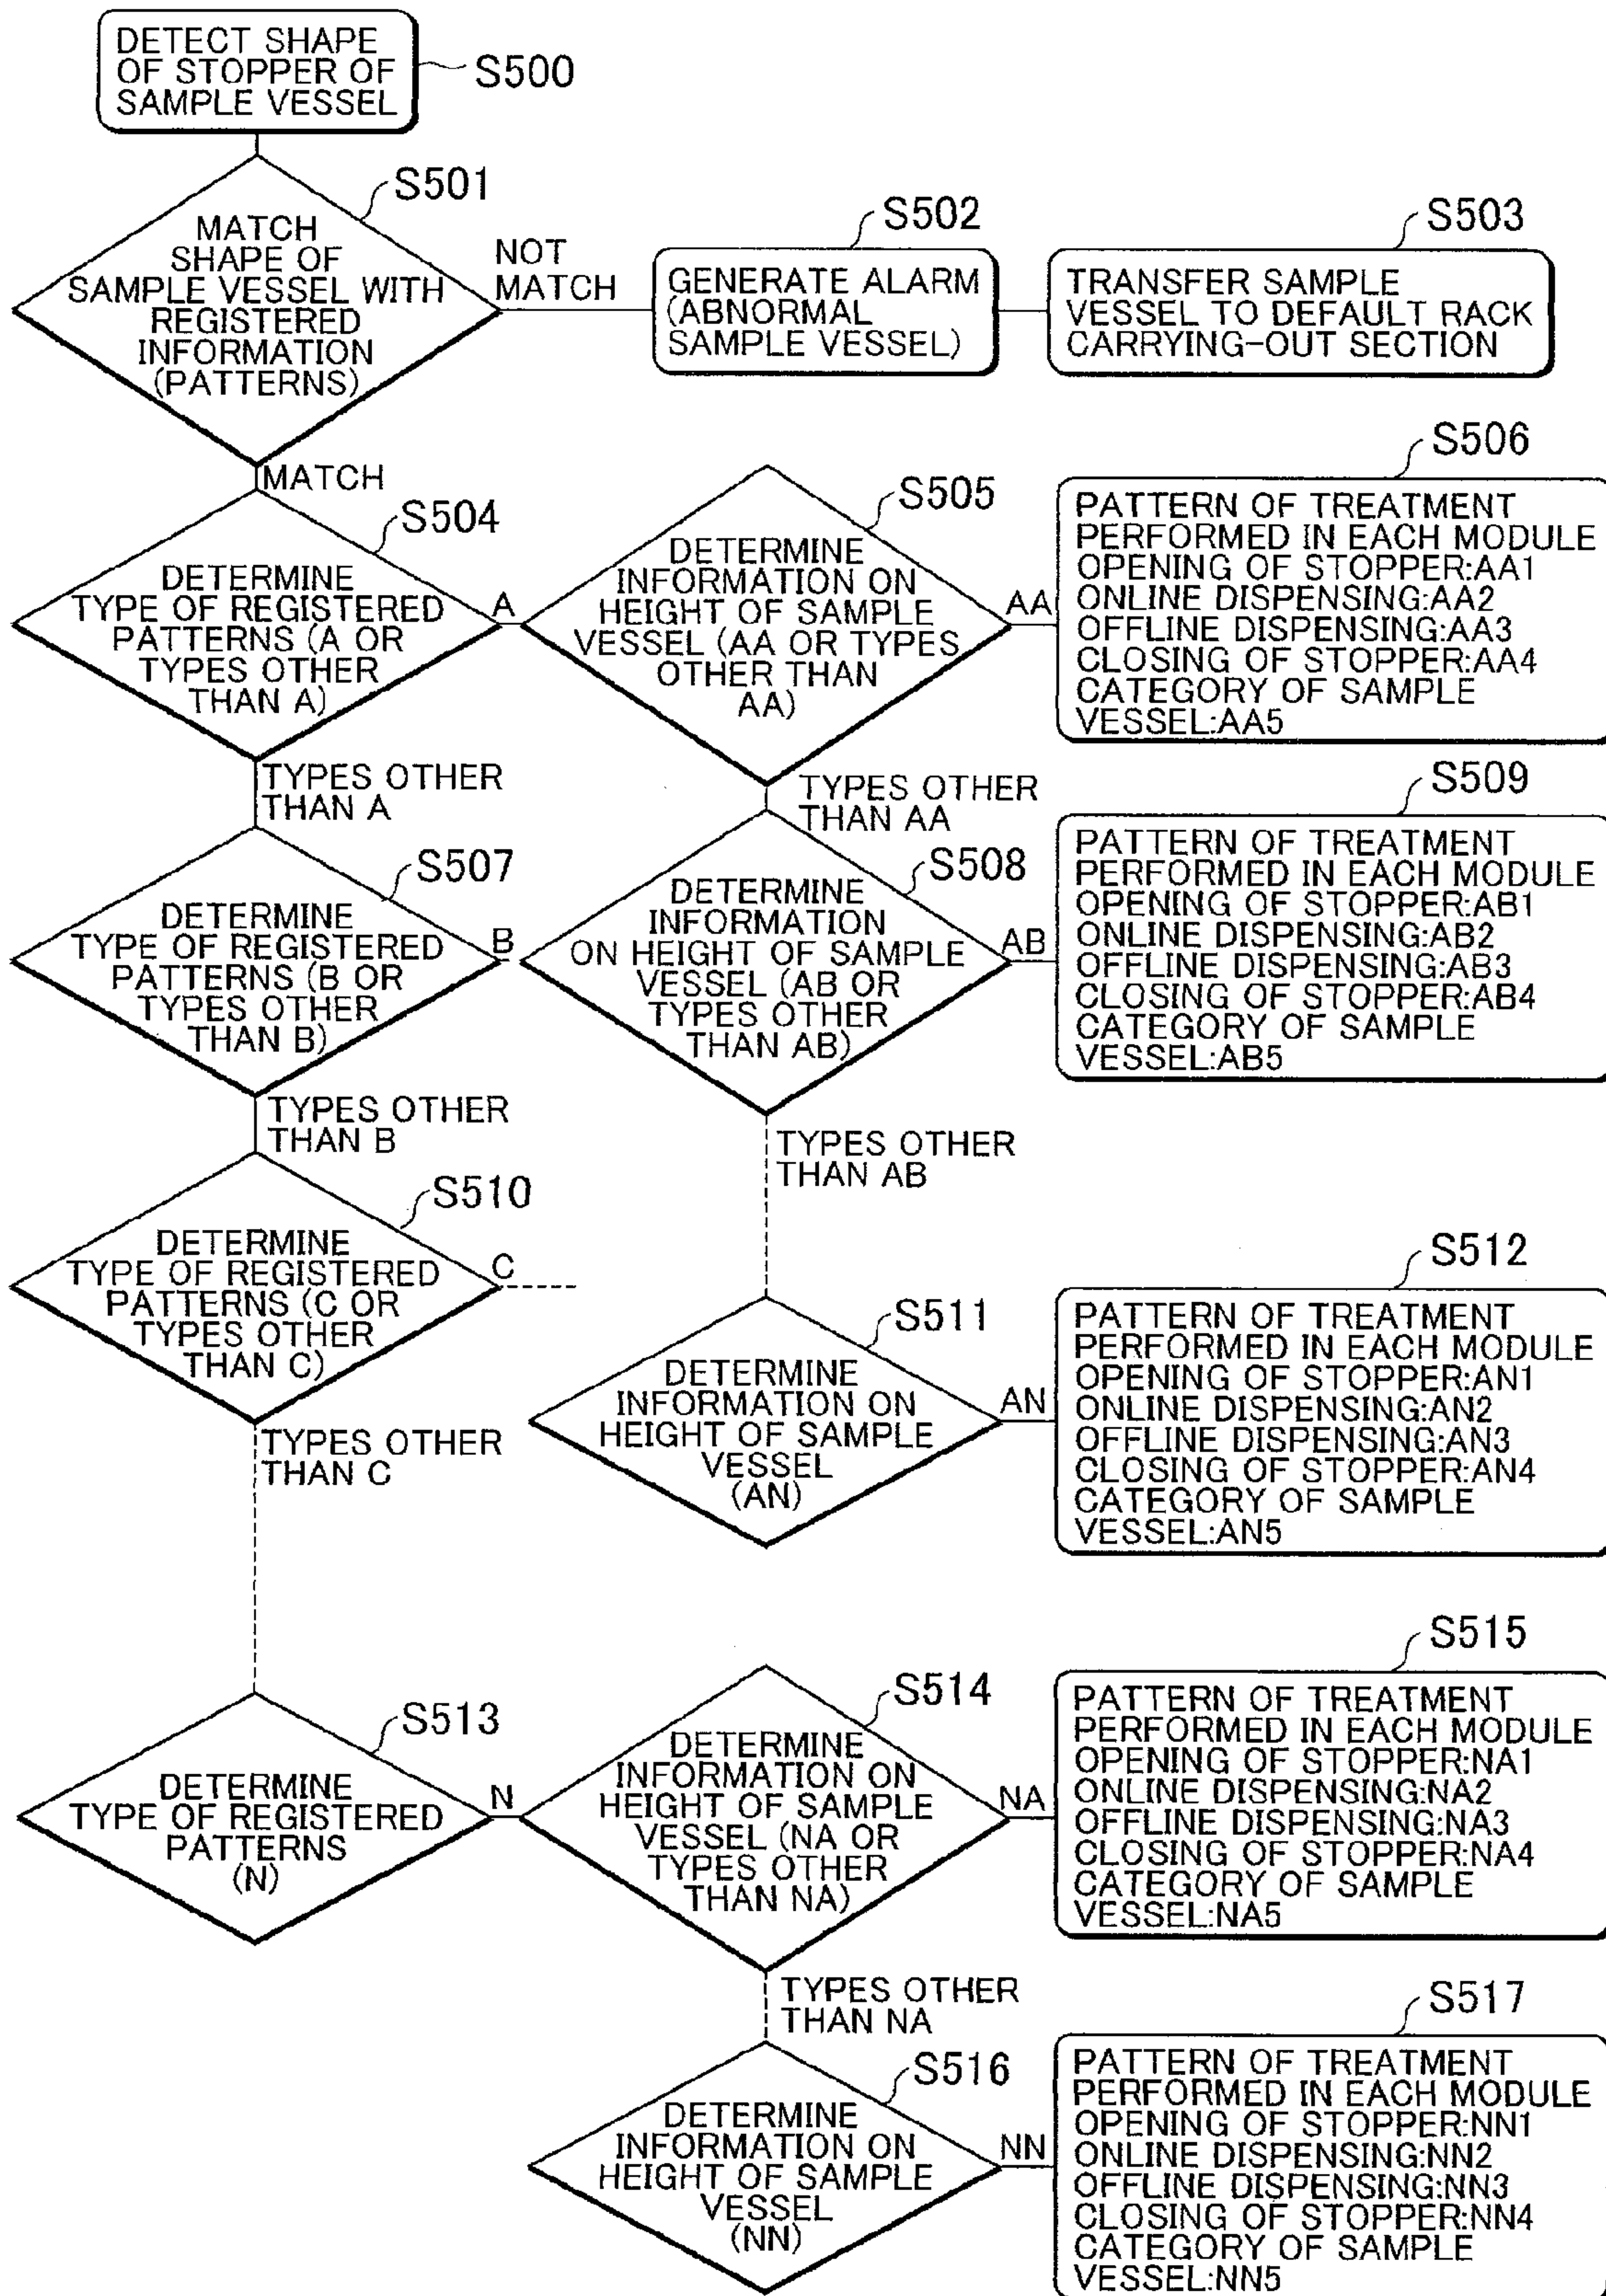 DETECT SHAPE
OF STOPPER OF
SAMPLE VESSEL
S500
S501
MATCH
SHAPE OF
SAMPLE VESSEL WITH
REGISTERED
INFORMATION
(PATTERNS)
NOT
MATCH
S502
GENERATE ALARM
(ABNORMAL
SAMPLE VESSEL)
S503
TRANSFER SAMPLE
VESSEL TO DEFAULT RACK
CARRYING-OUT SECTION
MATCH
S504
DETERMINE
TYPE OF REGISTERED
PATTERNS (A OR
TYPES OTHER
THAN A)
A
S505
DETERMINE
INFORMATION ON
HEIGHT OF SAMPLE
VESSEL (AA OR TYPES
OTHER THAN
AA)
AA
S506
PATTERN OF TREATMENT
PERFORMED IN EACH MODULE
OPENING OF STOPPER:AA1
ONLINE DISPENSING:AA2
OFFLINE DISPENSING:AA3
CLOSING OF STOPPER:AA4
CATEGORY OF SAMPLE
VESSEL:AA5
TYPES OTHER
THAN A
TYPES OTHER
THAN AA
S507
DETERMINE
TYPE OF REGISTERED
PATTERNS (B OR
TYPES OTHER
THAN B)
B
S508
DETERMINE
INFORMATION
ON HEIGHT OF SAMPLE
VESSEL (AB OR
TYPES OTHER
THAN AB)
AB
S509
PATTERN OF TREATMENT
PERFORMED IN EACH MODULE
OPENING OF STOPPER:AB1
ONLINE DISPENSING:AB2
OFFLINE DISPENSING:AB3
CLOSING OF STOPPER:AB4
CATEGORY OF SAMPLE
VESSEL:AB5
TYPES OTHER
THAN B
TYPES OTHER
THAN AB
S510
DETERMINE
TYPE OF REGISTERED
PATTERNS (C OR
TYPES OTHER
THAN C)
C
S511
DETERMINE
INFORMATION ON
HEIGHT OF SAMPLE
VESSEL
(AN)
AN
S512
PATTERN OF TREATMENT
PERFORMED IN EACH MODULE
OPENING OF STOPPER:AN1
ONLINE DISPENSING:AN2
OFFLINE DISPENSING:AN3
CLOSING OF STOPPER:AN4
CATEGORY OF SAMPLE
VESSEL:AN5
TYPES OTHER
THAN C
S513
DETERMINE
TYPE OF REGISTERED
PATTERNS
(N)
N
S514
DETERMINE
INFORMATION ON
HEIGHT OF SAMPLE
VESSEL (NA OR
TYPES OTHER
THAN NA)
NA
S515
PATTERN OF TREATMENT
PERFORMED IN EACH MODULE
OPENING OF STOPPER:NA1
ONLINE DISPENSING:NA2
OFFLINE DISPENSING:NA3
CLOSING OF STOPPER:NA4
CATEGORY OF SAMPLE
VESSEL:NA5
TYPES OTHER
THAN NA
S516
DETERMINE
INFORMATION ON
HEIGHT OF SAMPLE
VESSEL
(NN)
NN
S517
PATTERN OF TREATMENT
PERFORMED IN EACH MODULE
OPENING OF STOPPER:NN1
ONLINE DISPENSING:NN2
OFFLINE DISPENSING:NN3
CLOSING OF STOPPER:NN4
CATEGORY OF SAMPLE
VESSEL:NN5